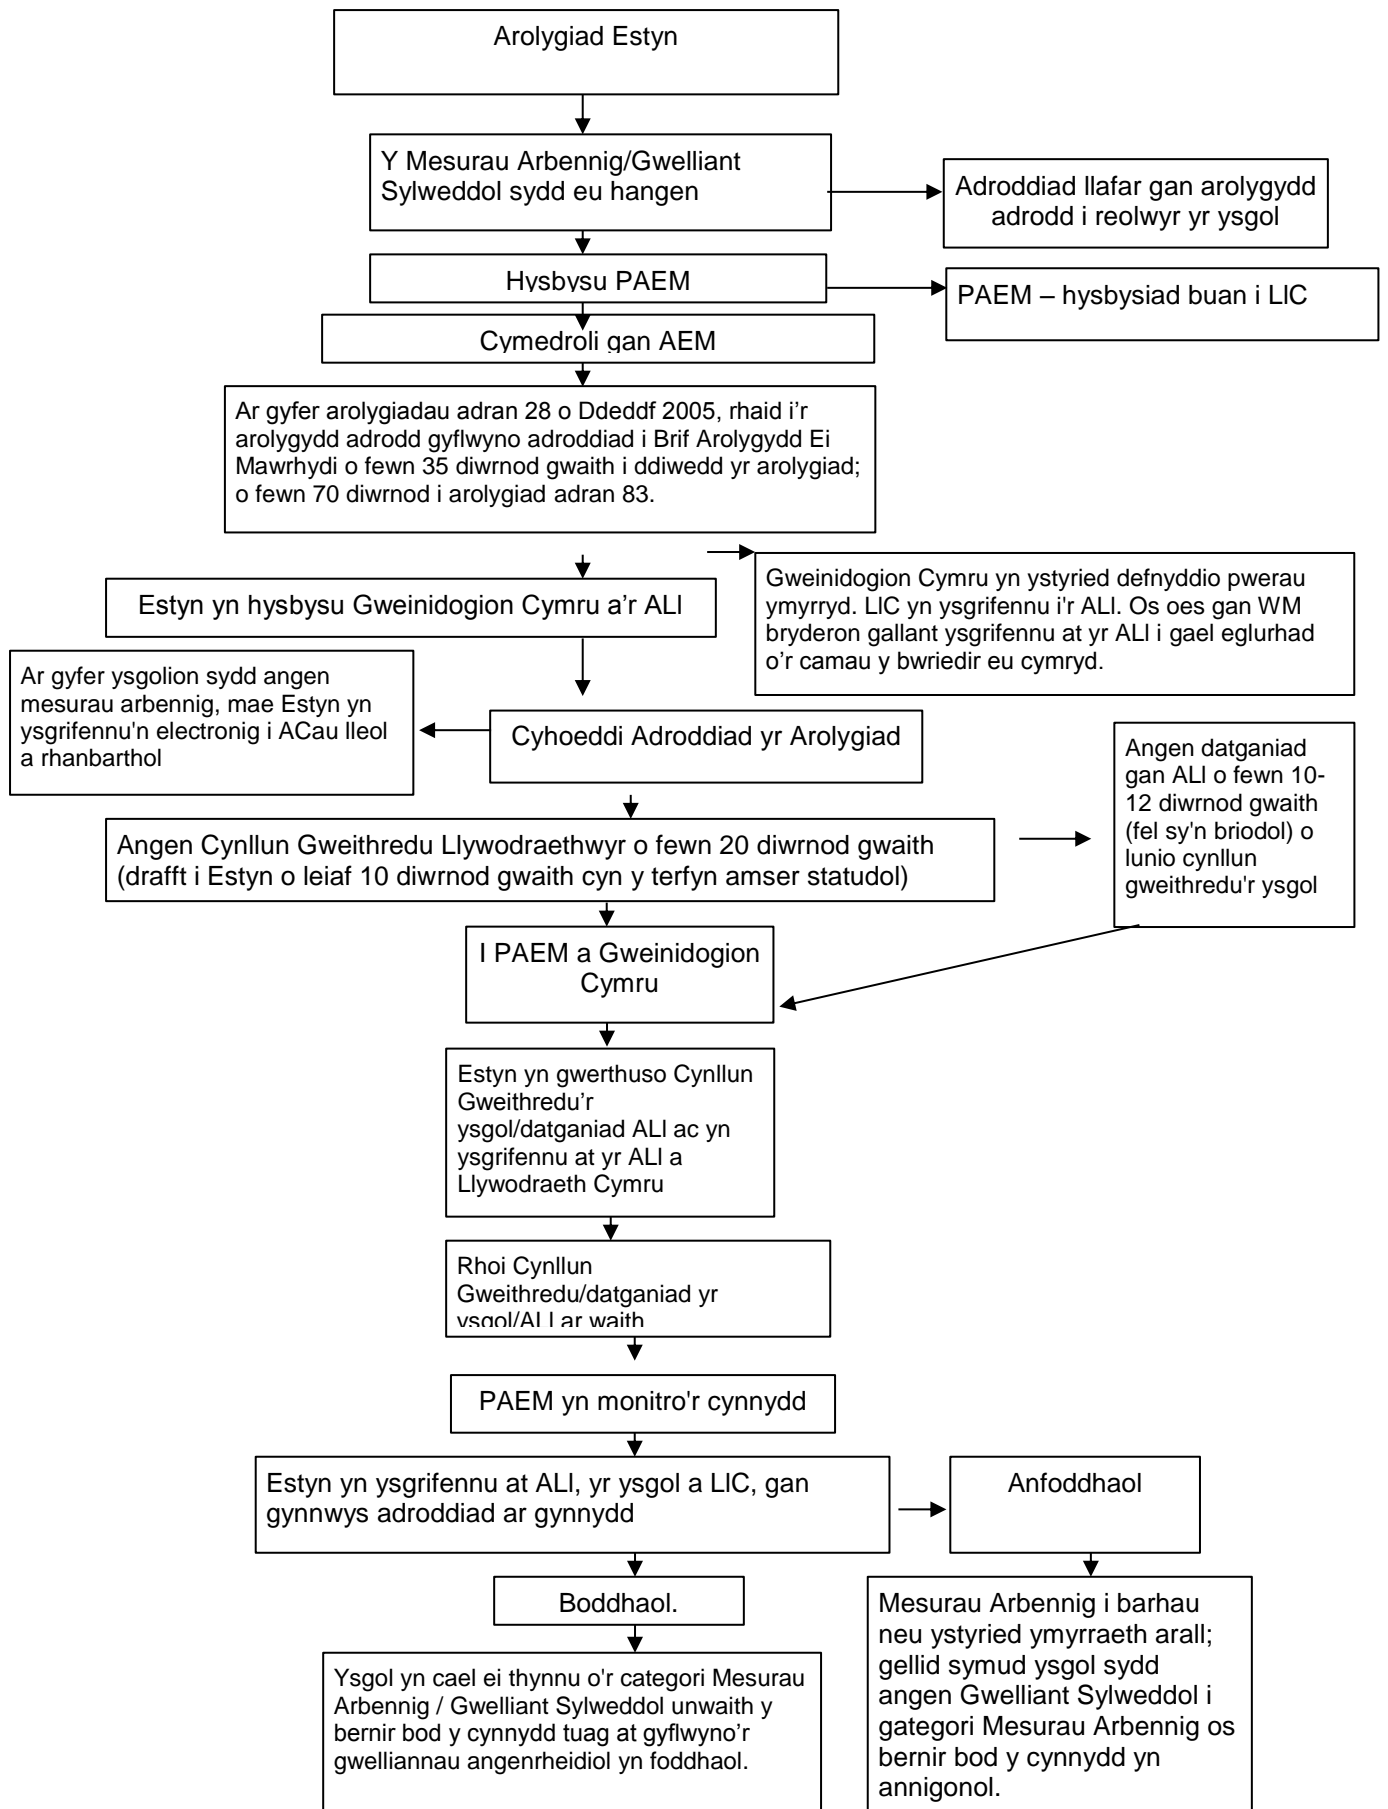 Arolygiad Estyn
Y Mesurau Arbennig/Gwelliant
Sylweddol sydd eu hangen
Adroddiad llafar gan arolygydd
adrodd i reolwyr yr ysgol
Hysbysu PAEM
PAEM – hysbysiad buan i LlC
Cymedroli gan AEM
Ar gyfer arolygiadau adran 28 o Ddeddf 2005, rhaid i’r
arolygydd adrodd gyflwyno adroddiad i Brif Arolygydd Ei
Mawrhydi o fewn 35 diwrnod gwaith i ddiwedd yr arolygiad;
o fewn 70 diwrnod i arolygiad adran 83.
Estyn yn hysbysu Gweinidogion Cymru a’r ALl
Gweinidogion Cymru yn ystyried defnyddio pwerau
ymyrryd. LlC yn ysgrifennu i'r ALl. Os oes gan WM
bryderon gallant ysgrifennu at yr ALl i gael eglurhad
o’r camau y bwriedir eu cymryd.
Ar gyfer ysgolion sydd angen
mesurau arbennig, mae Estyn yn
ysgrifennu'n electronig i ACau lleol
a rhanbarthol
Cyhoeddi Adroddiad yr Arolygiad
Angen datganiad
gan ALl o fewn 10-
12 diwrnod gwaith
(fel sy'n briodol) o
lunio cynllun
gweithredu'r ysgol
Angen Cynllun Gweithredu Llywodraethwyr o fewn 20 diwrnod gwaith
(drafft i Estyn o leiaf 10 diwrnod gwaith cyn y terfyn amser statudol)
I PAEM a Gweinidogion
Cymru
Estyn yn gwerthuso Cynllun
Gweithredu’r
ysgol/datganiad ALl ac yn
ysgrifennu at yr ALl a
Llywodraeth Cymru
Rhoi Cynllun
Gweithredu/datganiad yr
ysgol/ALl ar waith
PAEM yn monitro'r cynnydd
Estyn yn ysgrifennu at ALl, yr ysgol a LlC, gan
gynnwys adroddiad ar gynnydd
Anfoddhaol
Boddhaol.
Mesurau Arbennig i barhau
neu ystyried ymyrraeth arall;
gellid symud ysgol sydd
angen Gwelliant Sylweddol i
gategori Mesurau Arbennig os
bernir bod y cynnydd yn
annigonol.
Ysgol yn cael ei thynnu o'r categori Mesurau
Arbennig / Gwelliant Sylweddol unwaith y
bernir bod y cynnydd tuag at gyflwyno’r
gwelliannau angenrheidiol yn foddhaol.